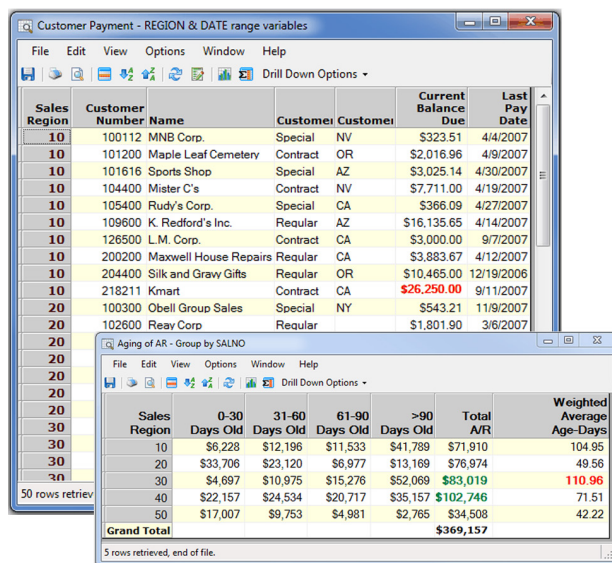 Customer Payment - REGION & DATE range variables
File Edit View Options Window Help
Drill Down Options
Current Last
Sales Customer Balance Pay
Region Number Name Customer Customer Due Date
10 100112 MNB Corp. Special NV $323.51 4/4/2007
10 101200 Maple Leaf Cemetery Contract OR $2,016.96 4/9/2007
10 101616 Sports Shop Special AZ $3,025.14 4/30/2007
10 104400 Mister C's Contract NV $7,711.00 4/19/2007
10 105400 Rudy's Corp. Special CA $366.09 4/27/2007
10 109600 K. Redford's Inc. Regular AZ $16,135.65 4/14/2007
10 126500 L.M. Corp. Contract CA $3,000.00 9/7/2007
10 200200 Maxwell House Repairs Regular CA $3,883.67 4/12/2007
10 204400 Silk and Gravy Gifts Regular OR $10,465.00 12/19/2006
10 218211 Kmart Contract CA $26,250.00 9/11/2007
20 100300 Obell Group Sales Special NY $543.21 11/9/2007
20 102600 Reay Corp Regular $1,801.90 3/6/2007
20
20
20
20
20
30
30
30
30
50 rows retriev
Aging of AR - Group by SALNO
File Edit View Options Window Help
Drill Down Options
Weighted
Sales 0-30 31-60 61-90 >90 Total Average
Region Days Old Days Old Days Old Days Old A/R Age-Days
10 $6,228 $12,196 $11,533 $41,789 $71,910 104.95
20 $33,706 $23,120 $6,977 $13,169 $76,974 49.56
30 $4,697 $10,975 $15,276 $52,069 $83,019 110.96
40 $22,157 $24,534 $20,717 $35,157 $102,746 71.51
50 $17,007 $9,753 $4,981 $2,765 $34,508 42.22
Grand Total $369,157
5 rows retrieved, end of file.